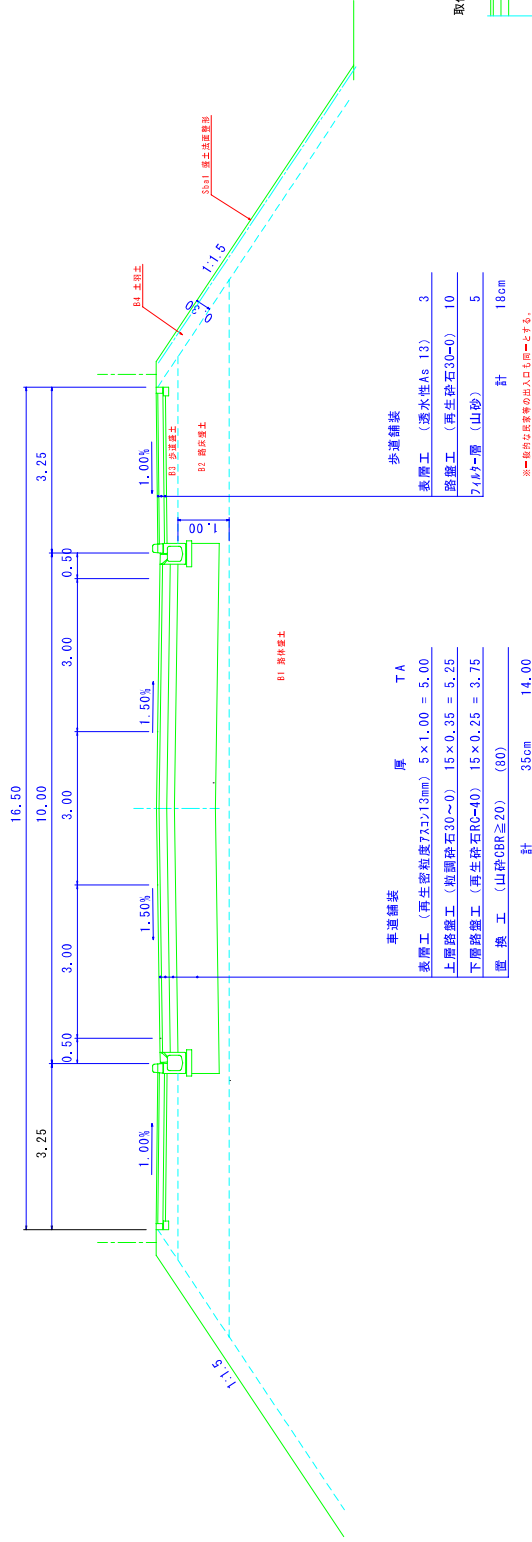 16.50
3.25
10.00
3.25
0.50
3.00
3.00
3.00
0.50
1.00%
1.50%
1.50%
1.00%
1:1.5
1:1.5
B4 土羽土
Sbal 盛土法面整形
B3 歩道盛土
B2 路床盛土
1.00
B1 路体盛土
車道舗装 厚 TA
表層工 (再生密粒度アスコン13mm) 5×1.00 = 5.00
上層路盤工 (粒調砕石30~0) 15×0.35 = 5.25
下層路盤工 (再生砕石RC-40) 15×0.25 = 3.75
置 換 工 (山砕CBR≧20) (80)
計 35cm 14.00
歩道舗装
表層工 (透水性As 13) 3
路盤工 (再生砕石30-0) 10
フィルター層 (山砂) 5
計 18cm
※一般的な民家等の出入口も同一とする。